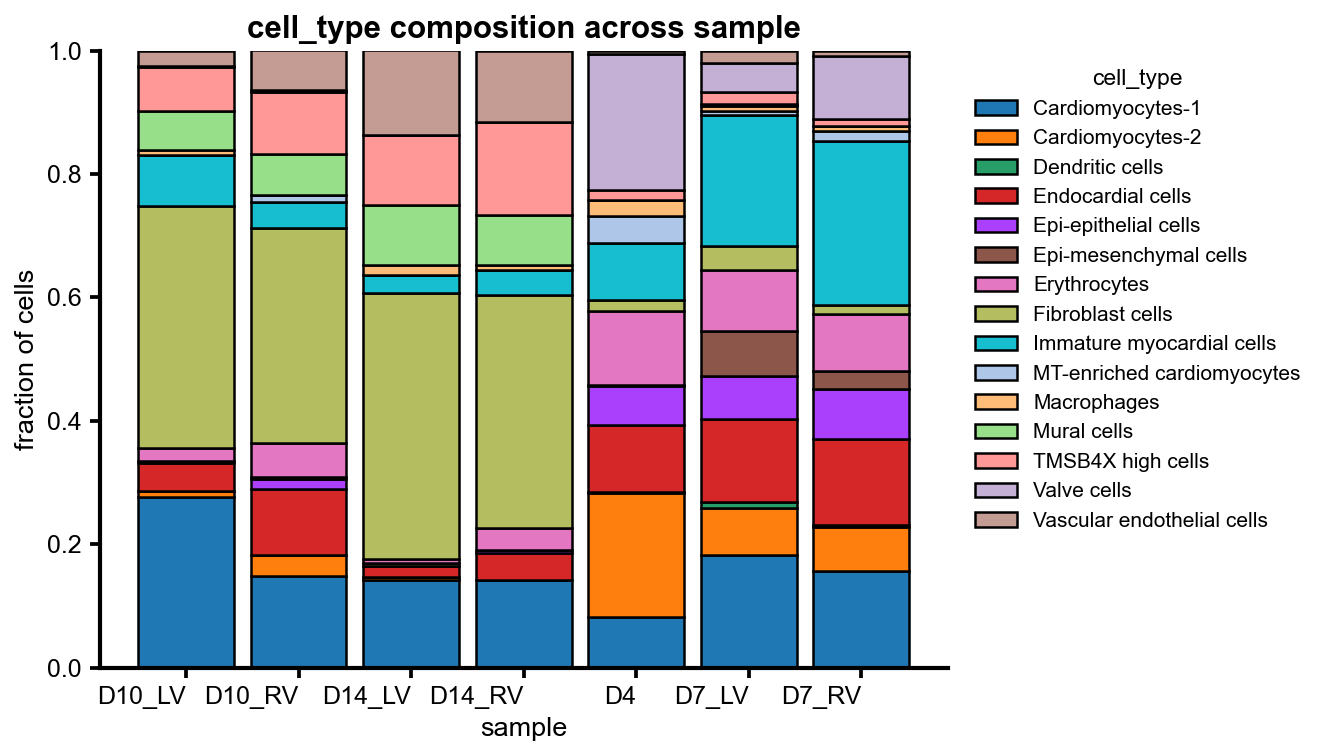 cell_type composition across sample
1.0
0.8
0.6
0.4
0.2
0.0
fraction of cells
D10_LV D10_RV D14_LV D14_RV D4 D7_LV D7_RV
sample
cell_type
Cardiomyocytes-1
Cardiomyocytes-2
Dendritic cells
Endocardial cells
Epi-epithelial cells
Epi-mesenchymal cells
Erythrocytes
Fibroblast cells
Immature myocardial cells
MT-enriched cardiomyocytes
Macrophages
Mural cells
TMSB4X high cells
Valve cells
Vascular endothelial cells